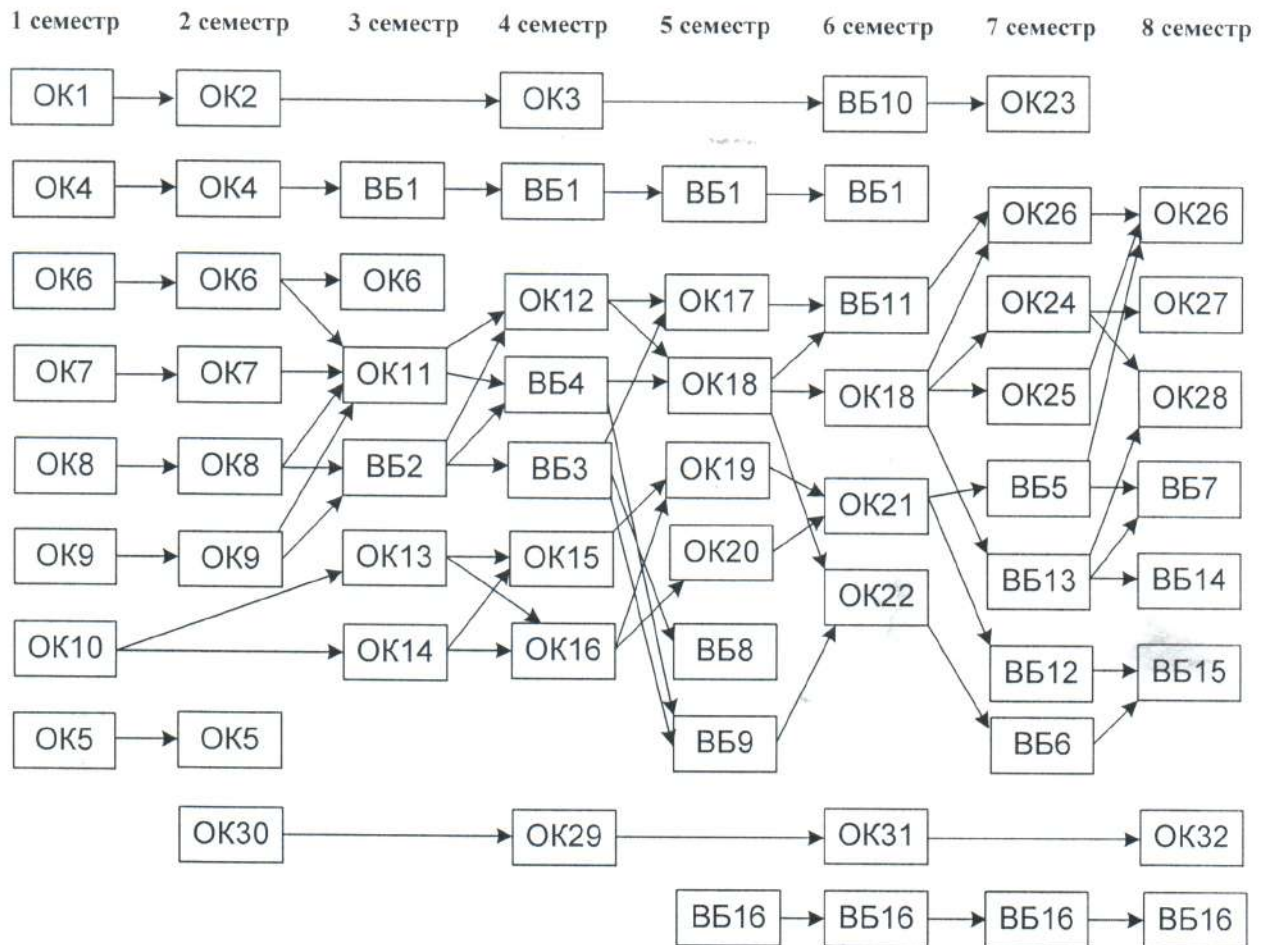 1 семестр 2 семестр 3 семестр 4 семестр 5 семестр 6 семестр 7 семестр 8 семестр
ОК1 ОК2 ОК3 ВБ10 ОК23
ОК4 ОК4 ВБ1 ВБ1 ВБ1 ВБ1 ОК26 ОК26
ОК6 ОК6 ОК6 ОК12 ОК17 ВБ11 ОК24 ОК27
ОК7 ОК7 ОК11 ВБ4 ОК18 ОК18 ОК25 ОК28
ОК8 ОК8 ВБ2 ВБ3 ОК19 ОК21 ВБ5 ВБ7
ОК9 ОК9 ОК13 ОК15 ОК20 ОК22 ВБ13 ВБ14
ОК10 ОК14 ОК16 ВБ8 ВБ12 ВБ15
ОК5 ОК5 ВБ9 ВБ6
ОК30 ОК29 ОК31 ОК32
ВБ16 ВБ16 ВБ16 ВБ16